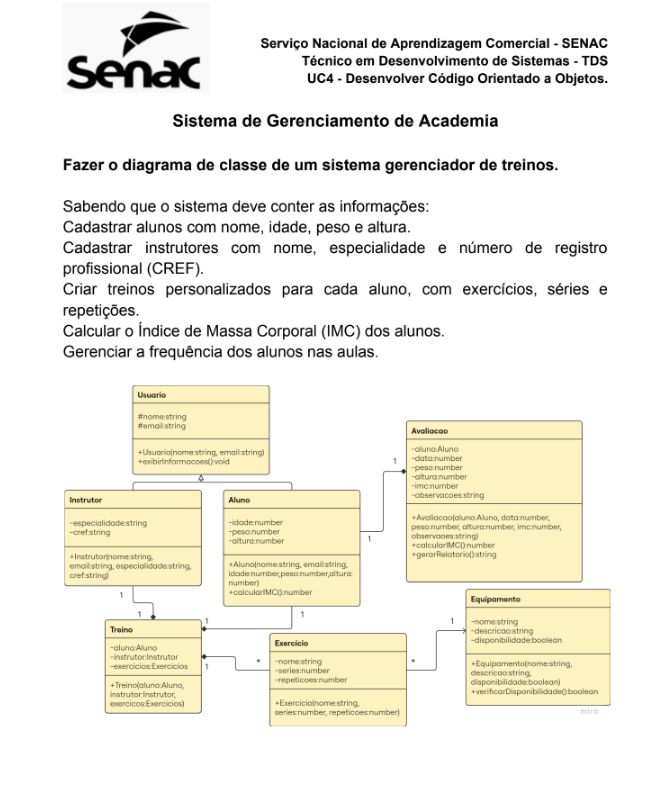 Senac
Serviço Nacional de Aprendizagem Comercial - SENAC
Técnico em Desenvolvimento de Sistemas - TDS
UC4 - Desenvolver Código Orientado a Objetos.
Sistema de Gerenciamento de Academia
Fazer o diagrama de classe de um sistema gerenciador de treinos.
Sabendo que o sistema deve conter as informações:
Cadastrar alunos com nome, idade, peso e altura.
Cadastrar instrutores com nome, especialidade e número de registro
profissional (CREF).
Criar treinos personalizados para cada aluno, com exercícios, séries e
repetições.
Calcular o Índice de Massa Corporal (IMC) dos alunos.
Gerenciar a frequência dos alunos nas aulas.
Usuario
#nome:string
#email:string
+Usuario(nome:string, email:string)
+exibirInformacoes():void
Avaliacao
-aluno:Aluno
-data:number
-peso:number
-altura:number
-imc:number
-observacoes:string
+Avaliacao(aluno:Aluno, data:number,
peso:number, altura:number, imc:number,
observaoes:string)
+calcularIMC():number
+gerarRelatorio():string
1
1
Instrutor
-especialidade:string
-cref:string
+Instrutor(nome:string,
email:string, especialidade:string,
cref:string)
Aluno
-idade:number
-peso:number
-altura:number
+Aluno(nome:string, email:string,
idade:number,peso:number,altura:
number)
+calcularIMC():number
1
1
1
1
Treino
-aluno:Aluno
-instrutor:Instrutor
-exercicios:Exercicios
+Treino(aluno:Aluno,
instrutor:Instrutor,
exercicos:Exercicios)
1
*
Exercício
-nome:string
-series:number
-repeticoes:number
+Exercicio(nome:string,
series:number, repeticoes:number)
*
1
Equipamento
-nome:string
-descricao:string
-disponibilidade:boolean
+Equipamento(nome:string,
descricao:string,
disponibilidade:boolean)
+verificarDisponibilidade():boolean
miro